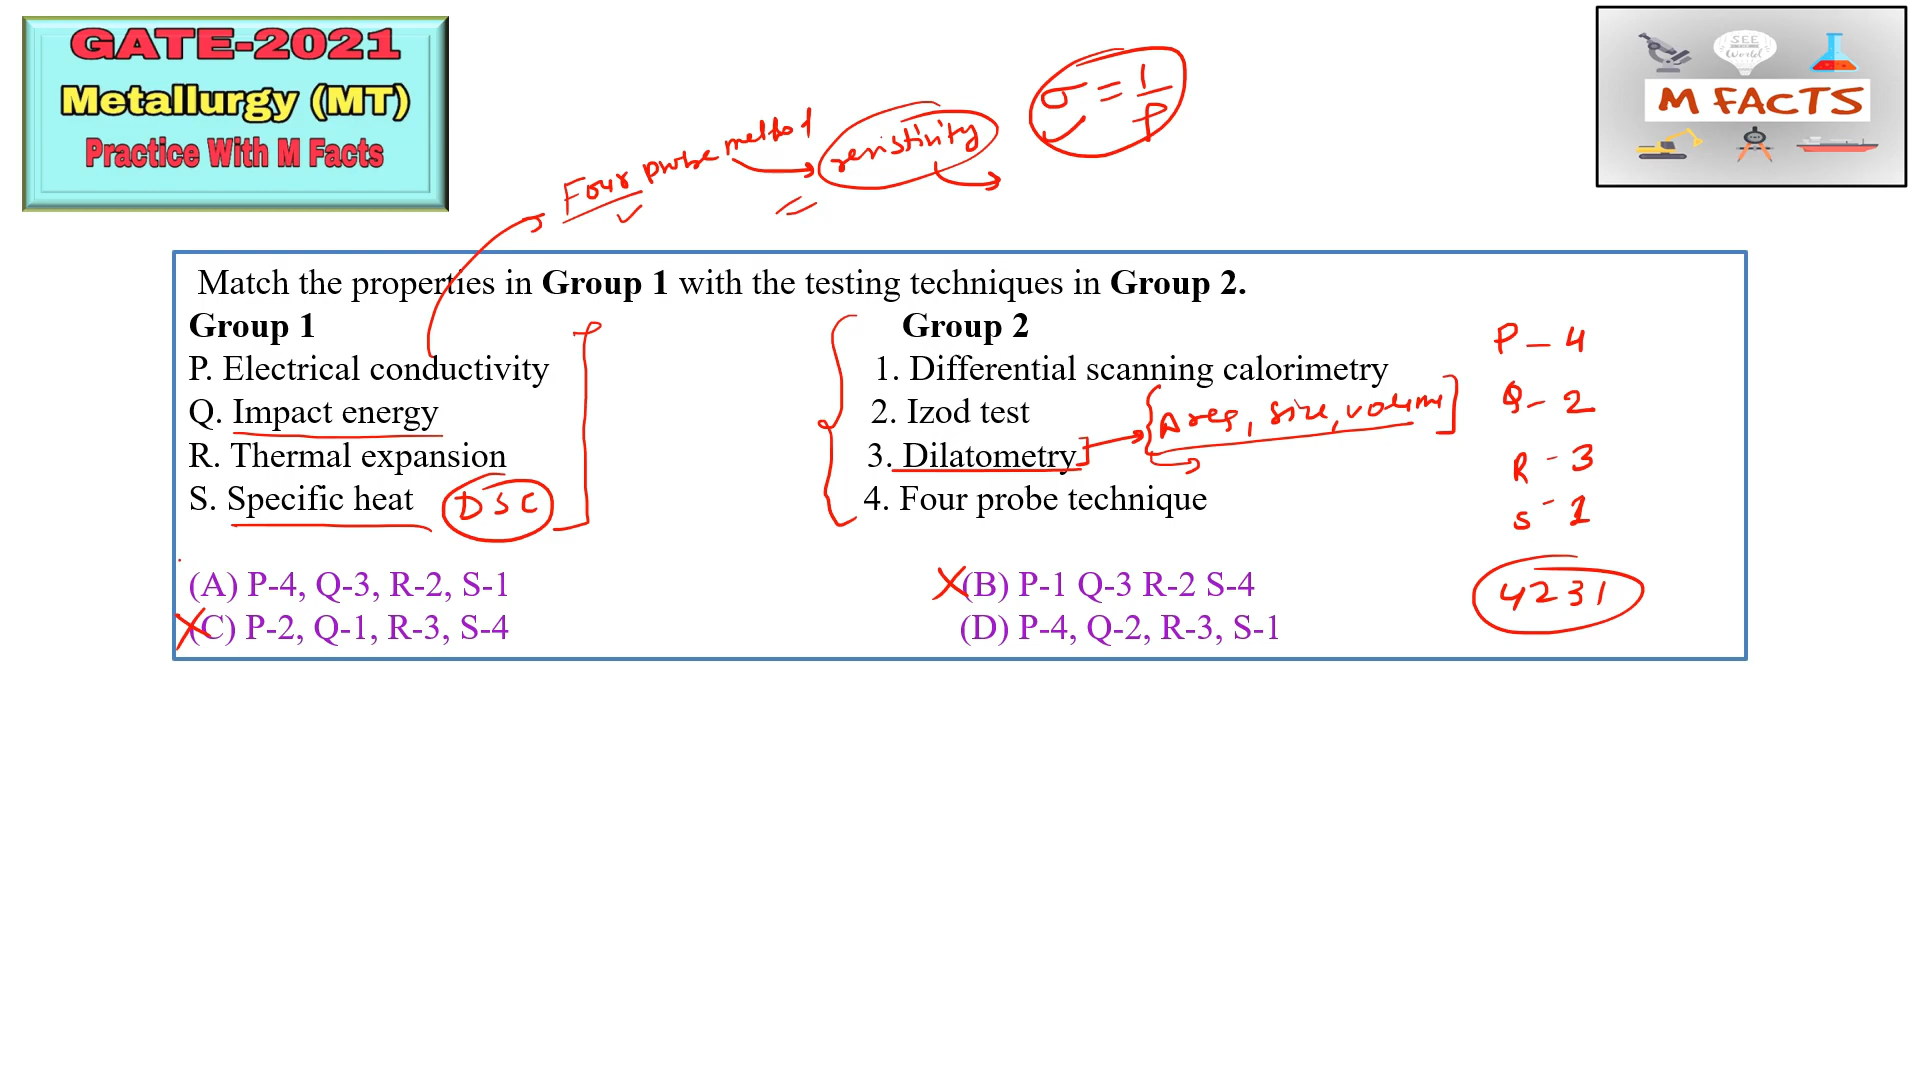 GATE-2021
Metallurgy (MT)
Practice With M Facts
SEE
World
M FACTS
Four probe method
resistivity
σ = 1/ρ
Match the properties in Group 1 with the testing techniques in Group 2.
Group 1
Group 2
P. Electrical conductivity
1. Differential scanning calorimetry
Q. Impact energy
2. Izod test
R. Thermal expansion
3. Dilatometry
Area, size, volume
S. Specific heat
DSC
4. Four probe technique
P - 4
Q - 2
R - 3
S - 1
4231
(A) P-4, Q-3, R-2, S-1
(B) P-1 Q-3 R-2 S-4
(C) P-2, Q-1, R-3, S-4
(D) P-4, Q-2, R-3, S-1